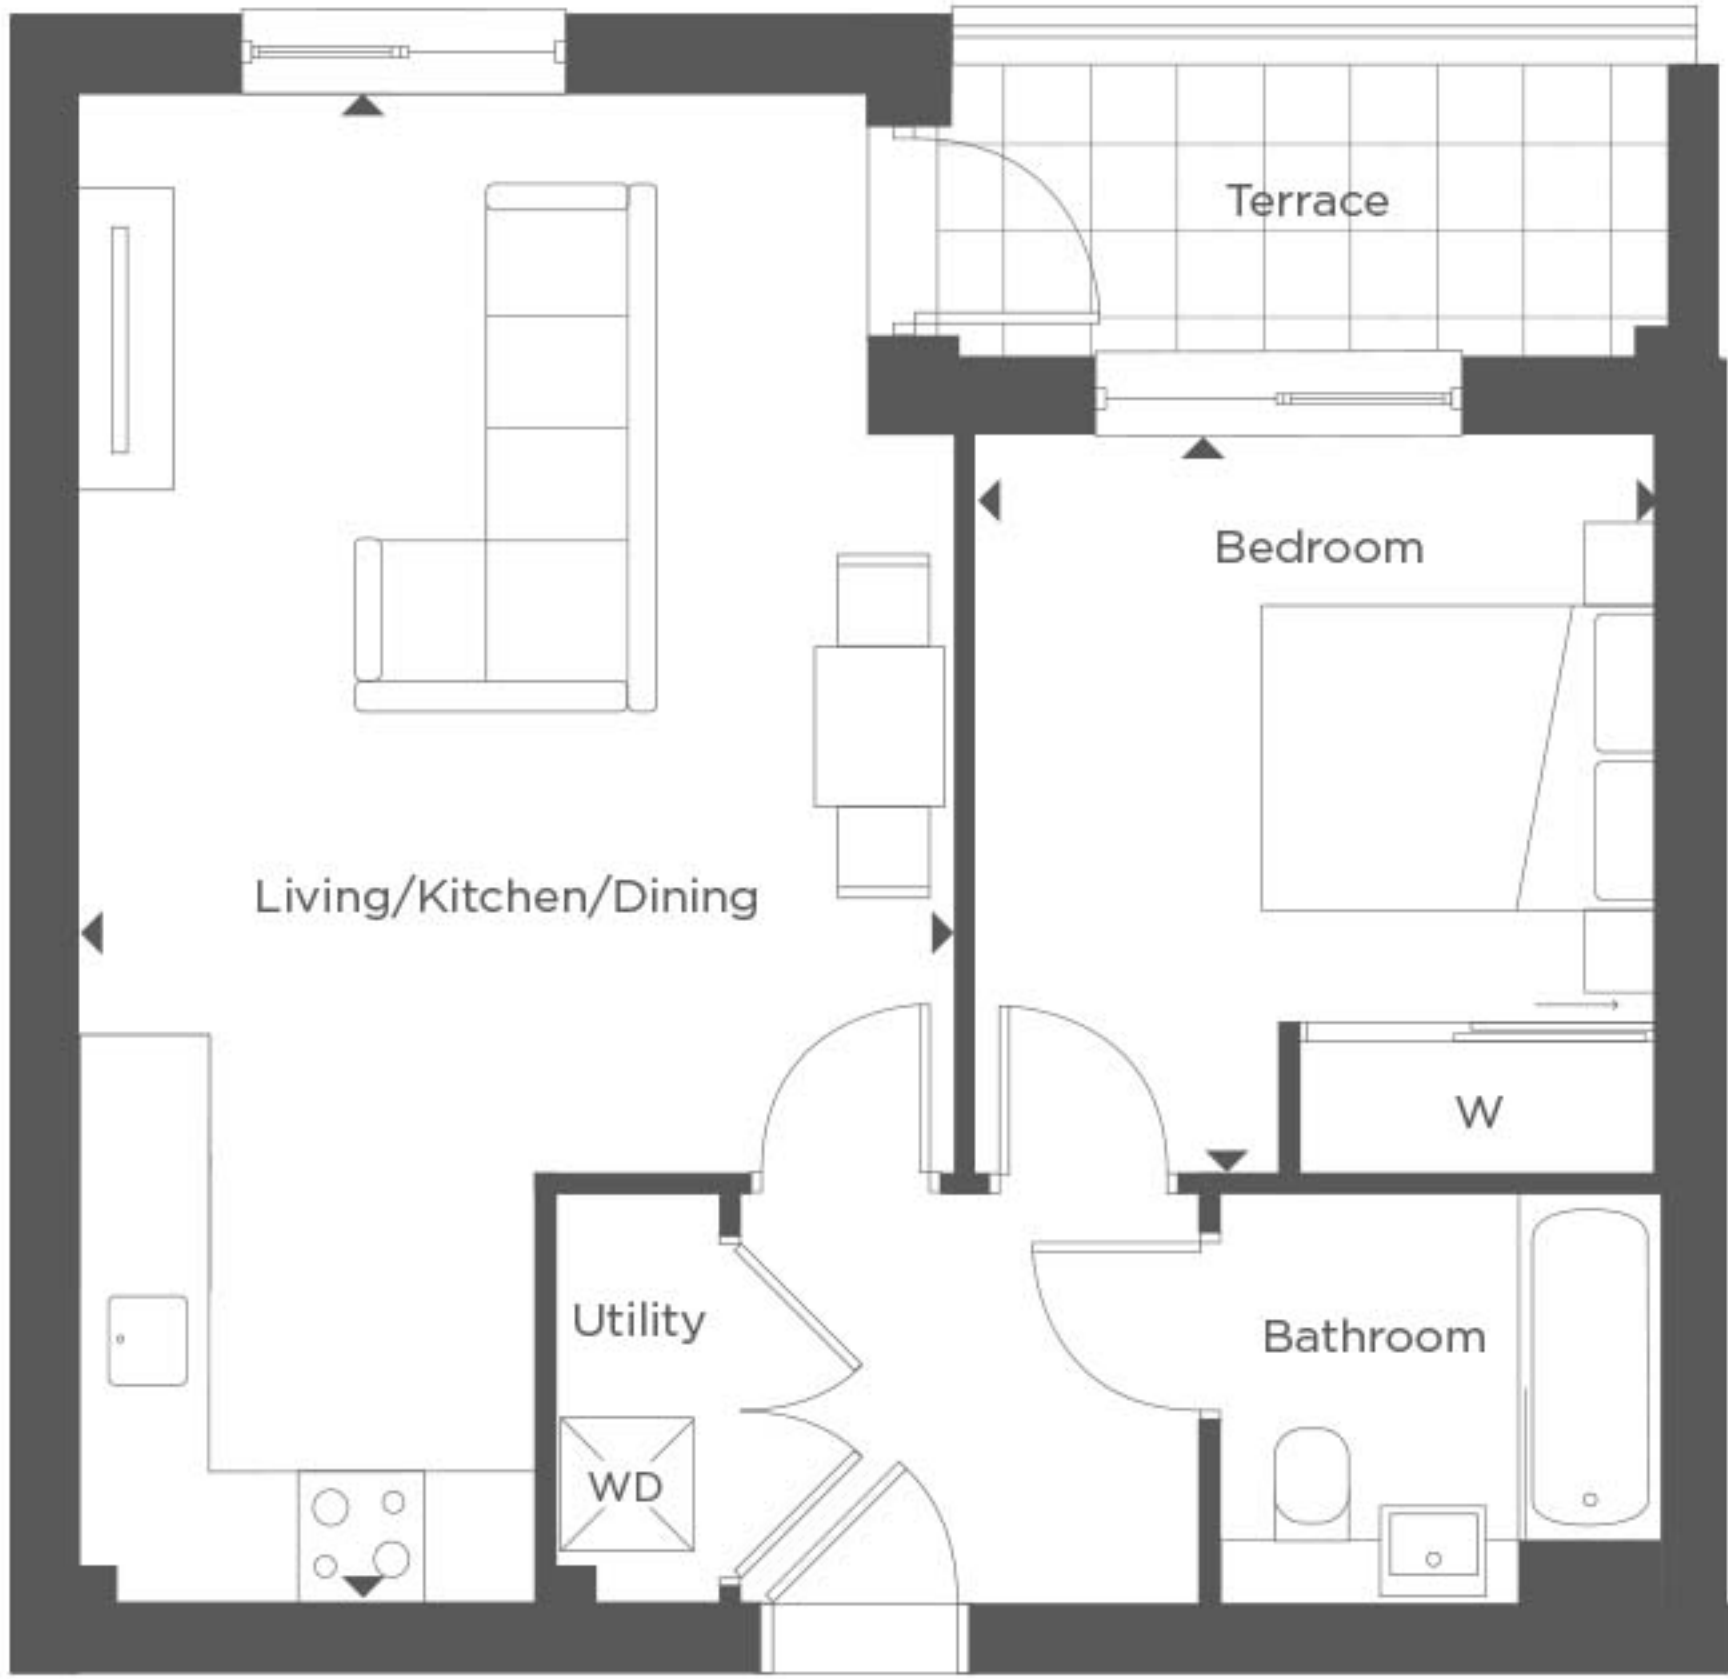 Terrace
Bedroom
Living/Kitchen/Dining
W
Utility
Bathroom
WD